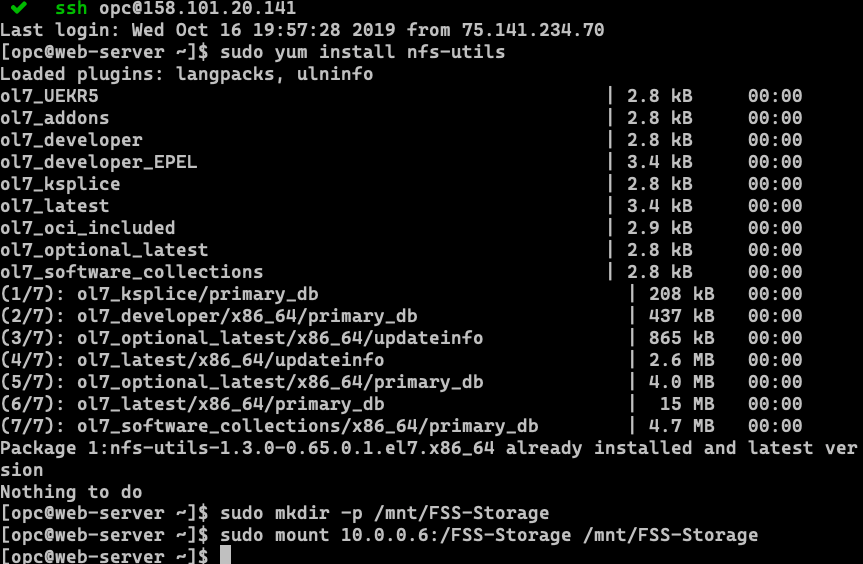 ✔ ssh opc@158.101.20.141
Last login: Wed Oct 16 19:57:28 2019 from 75.141.234.70
[opc@web-server ~]$ sudo yum install nfs-utils
Loaded plugins: langpacks, ulninfo
ol7_UEKR5 | 2.8 kB 00:00
ol7_addons | 2.8 kB 00:00
ol7_developer | 2.8 kB 00:00
ol7_developer_EPEL | 3.4 kB 00:00
ol7_ksplice | 2.8 kB 00:00
ol7_latest | 3.4 kB 00:00
ol7_oci_included | 2.9 kB 00:00
ol7_optional_latest | 2.8 kB 00:00
ol7_software_collections | 2.8 kB 00:00
(1/7): ol7_ksplice/primary_db | 208 kB 00:00
(2/7): ol7_developer/x86_64/primary_db | 437 kB 00:00
(3/7): ol7_optional_latest/x86_64/updateinfo | 865 kB 00:00
(4/7): ol7_latest/x86_64/updateinfo | 2.6 MB 00:00
(5/7): ol7_optional_latest/x86_64/primary_db | 4.0 MB 00:00
(6/7): ol7_latest/x86_64/primary_db | 15 MB 00:00
(7/7): ol7_software_collections/x86_64/primary_db | 4.7 MB 00:00
Package 1:nfs-utils-1.3.0-0.65.0.1.el7.x86_64 already installed and latest ver
sion
Nothing to do
[opc@web-server ~]$ sudo mkdir -p /mnt/FSS-Storage
[opc@web-server ~]$ sudo mount 10.0.0.6:/FSS-Storage /mnt/FSS-Storage
[opc@web-server ~]$